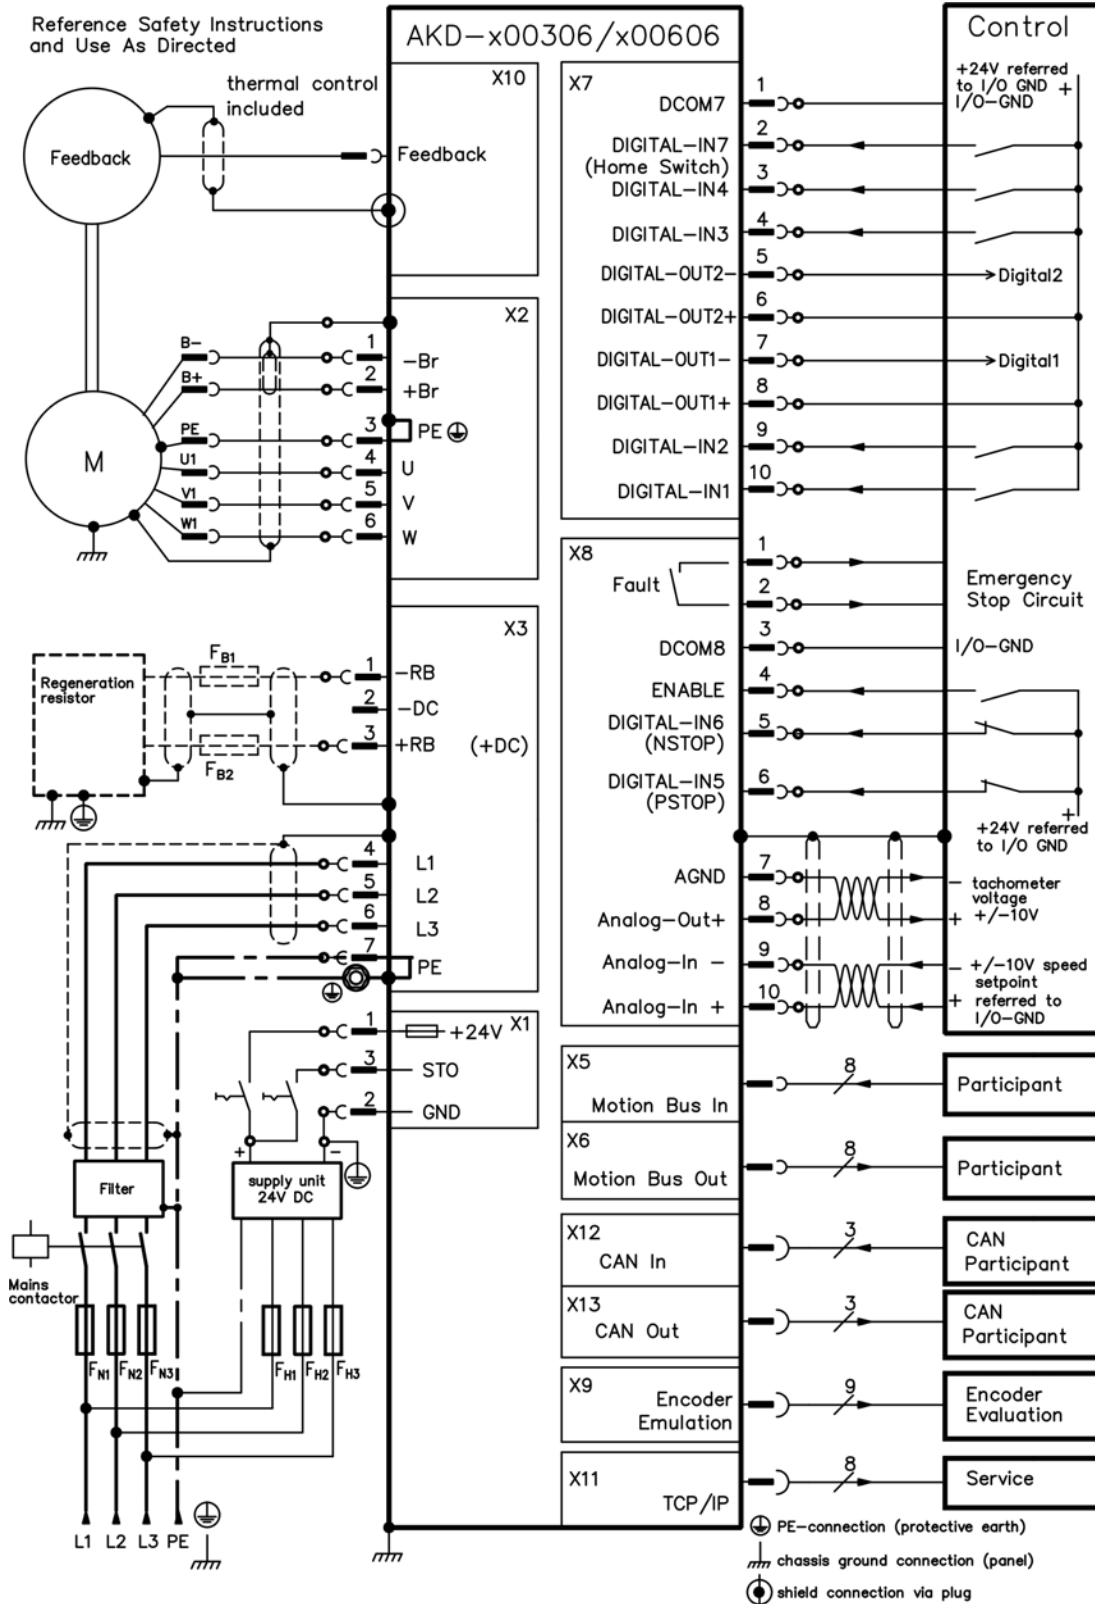 Reference Safety Instructions
and Use As Directed
AKD-x00306/x00606
Control
thermal control
included
Feedback
X10
Feedback
X2
B-
1
-Br
B+
2
+Br
PE
3
PE
M
U1
4
U
V1
5
V
W1
6
W
X3
Regeneration
resistor
FB1
1
-RB
2
-DC
FB2
3
+RB
(+DC)
4
L1
5
L2
6
L3
7
PE
X1
1
+24V
3
STO
2
GND
+
-
Filter
supply unit
24V DC
Mains
contactor
FN1
FN2
FN3
FH1
FH2
FH3
L1
L2
L3
PE
X7
1
DCOM7
+24V referred
to I/O GND
+
I/O-GND
2
DIGITAL-IN7
(Home Switch)
3
DIGITAL-IN4
4
DIGITAL-IN3
5
DIGITAL-OUT2-
Digital2
6
DIGITAL-OUT2+
7
DIGITAL-OUT1-
Digital1
8
DIGITAL-OUT1+
9
DIGITAL-IN2
10
DIGITAL-IN1
X8
1
Fault
2
Emergency
Stop Circuit
3
DCOM8
I/O-GND
4
ENABLE
5
DIGITAL-IN6
(NSTOP)
6
DIGITAL-IN5
(PSTOP)
+
+24V referred
to I/O GND
7
AGND
-
tachometer
voltage
8
Analog-Out+
+
+/-10V
9
Analog-In -
-
+/-10V speed
setpoint
10
Analog-In +
+
referred to
I/O-GND
X5
Motion Bus In
8
Participant
X6
Motion Bus Out
8
Participant
X12
CAN In
3
CAN
Participant
X13
CAN Out
3
CAN
Participant
X9
Encoder
Emulation
9
Encoder
Evaluation
X11
TCP/IP
8
Service
PE-connection (protective earth)
chassis ground connection (panel)
shield connection via plug